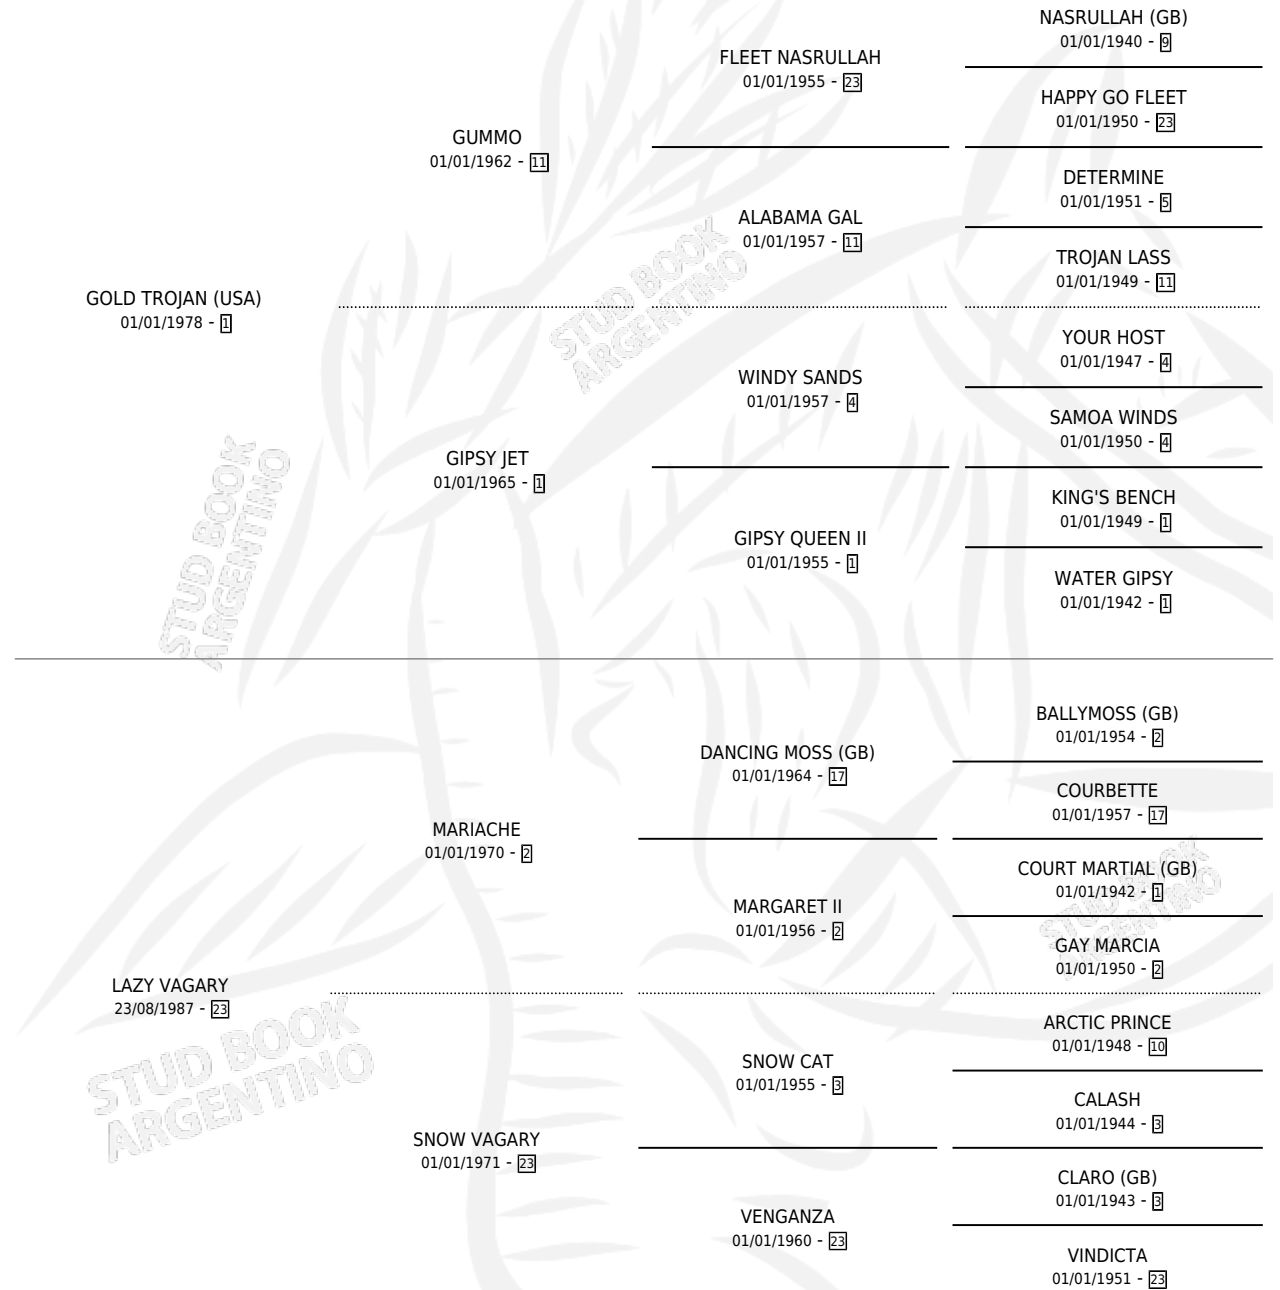 NASRULLAH (GB)
01/01/1940 - 9
FLEET NASRULLAH
01/01/1955 - 23
HAPPY GO FLEET
01/01/1950 - 23
GUMMO
01/01/1962 - 11
DETERMINE
01/01/1951 - 5
ALABAMA GAL
01/01/1957 - 11
TROJAN LASS
01/01/1949 - 11
GOLD TROJAN (USA)
01/01/1978 - 1
YOUR HOST
01/01/1947 - 4
WINDY SANDS
01/01/1957 - 4
SAMOA WINDS
01/01/1950 - 4
GIPSY JET
01/01/1965 - 1
KING'S BENCH
01/01/1949 - 1
GIPSY QUEEN II
01/01/1955 - 1
WATER GIPSY
01/01/1942 - 1
STUD BOOK
ARGENTINO
STUD BOOK
ARGENTINO
BALLYMOSS (GB)
01/01/1954 - 2
DANCING MOSS (GB)
01/01/1964 - 17
COURBETTE
01/01/1957 - 17
MARIACHE
01/01/1970 - 2
COURT MARTIAL (GB)
01/01/1942 - 1
MARGARET II
01/01/1956 - 2
GAY MARCIA
01/01/1950 - 2
STUD BOOK
ARGENTINO
LAZY VAGARY
23/08/1987 - 23
ARCTIC PRINCE
01/01/1948 - 10
SNOW CAT
01/01/1955 - 3
CALASH
01/01/1944 - 3
SNOW VAGARY
01/01/1971 - 23
CLARO (GB)
01/01/1943 - 3
VENGANZA
01/01/1960 - 23
VINDICTA
01/01/1951 - 23
STUD BOOK
ARGENTINO